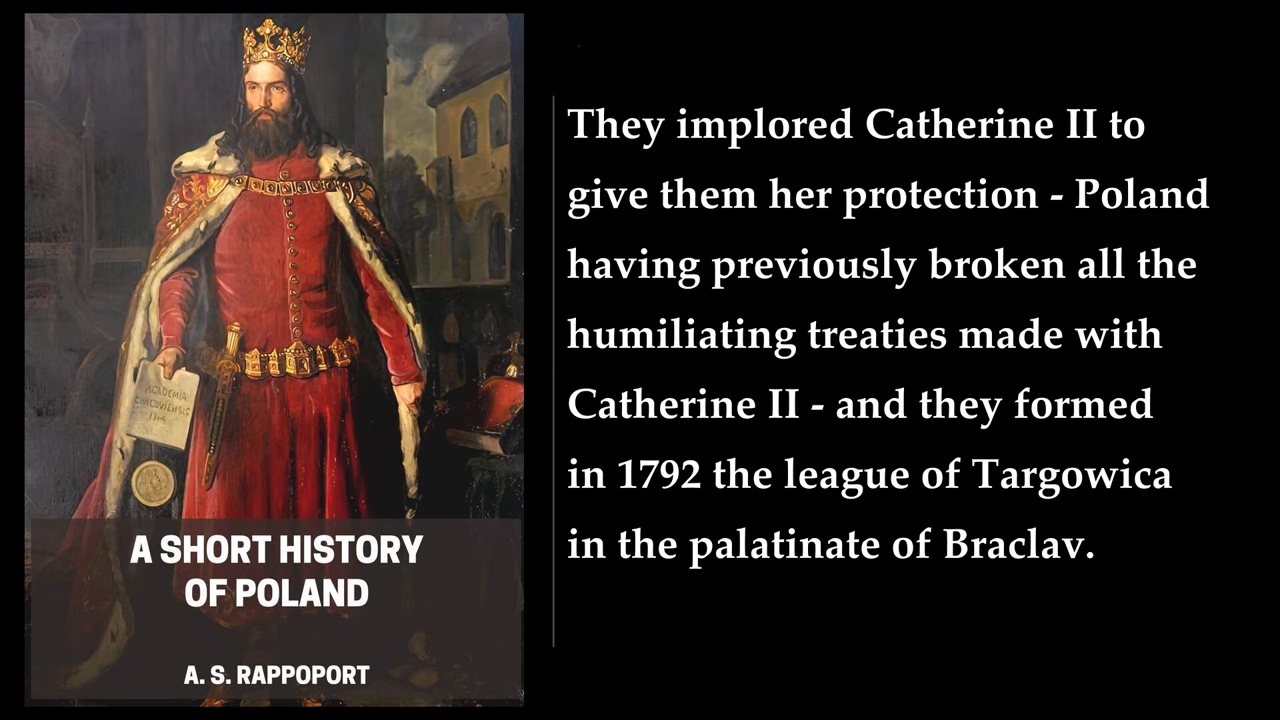 ACADEMIA
A SHORT HISTORY
OF POLAND
A. S. RAPPOPORT
They implored Catherine II to
give them her protection - Poland
having previously broken all the
humiliating treaties made with
Catherine II - and they formed
in 1792 the league of Targowica
in the palatinate of Braclav.